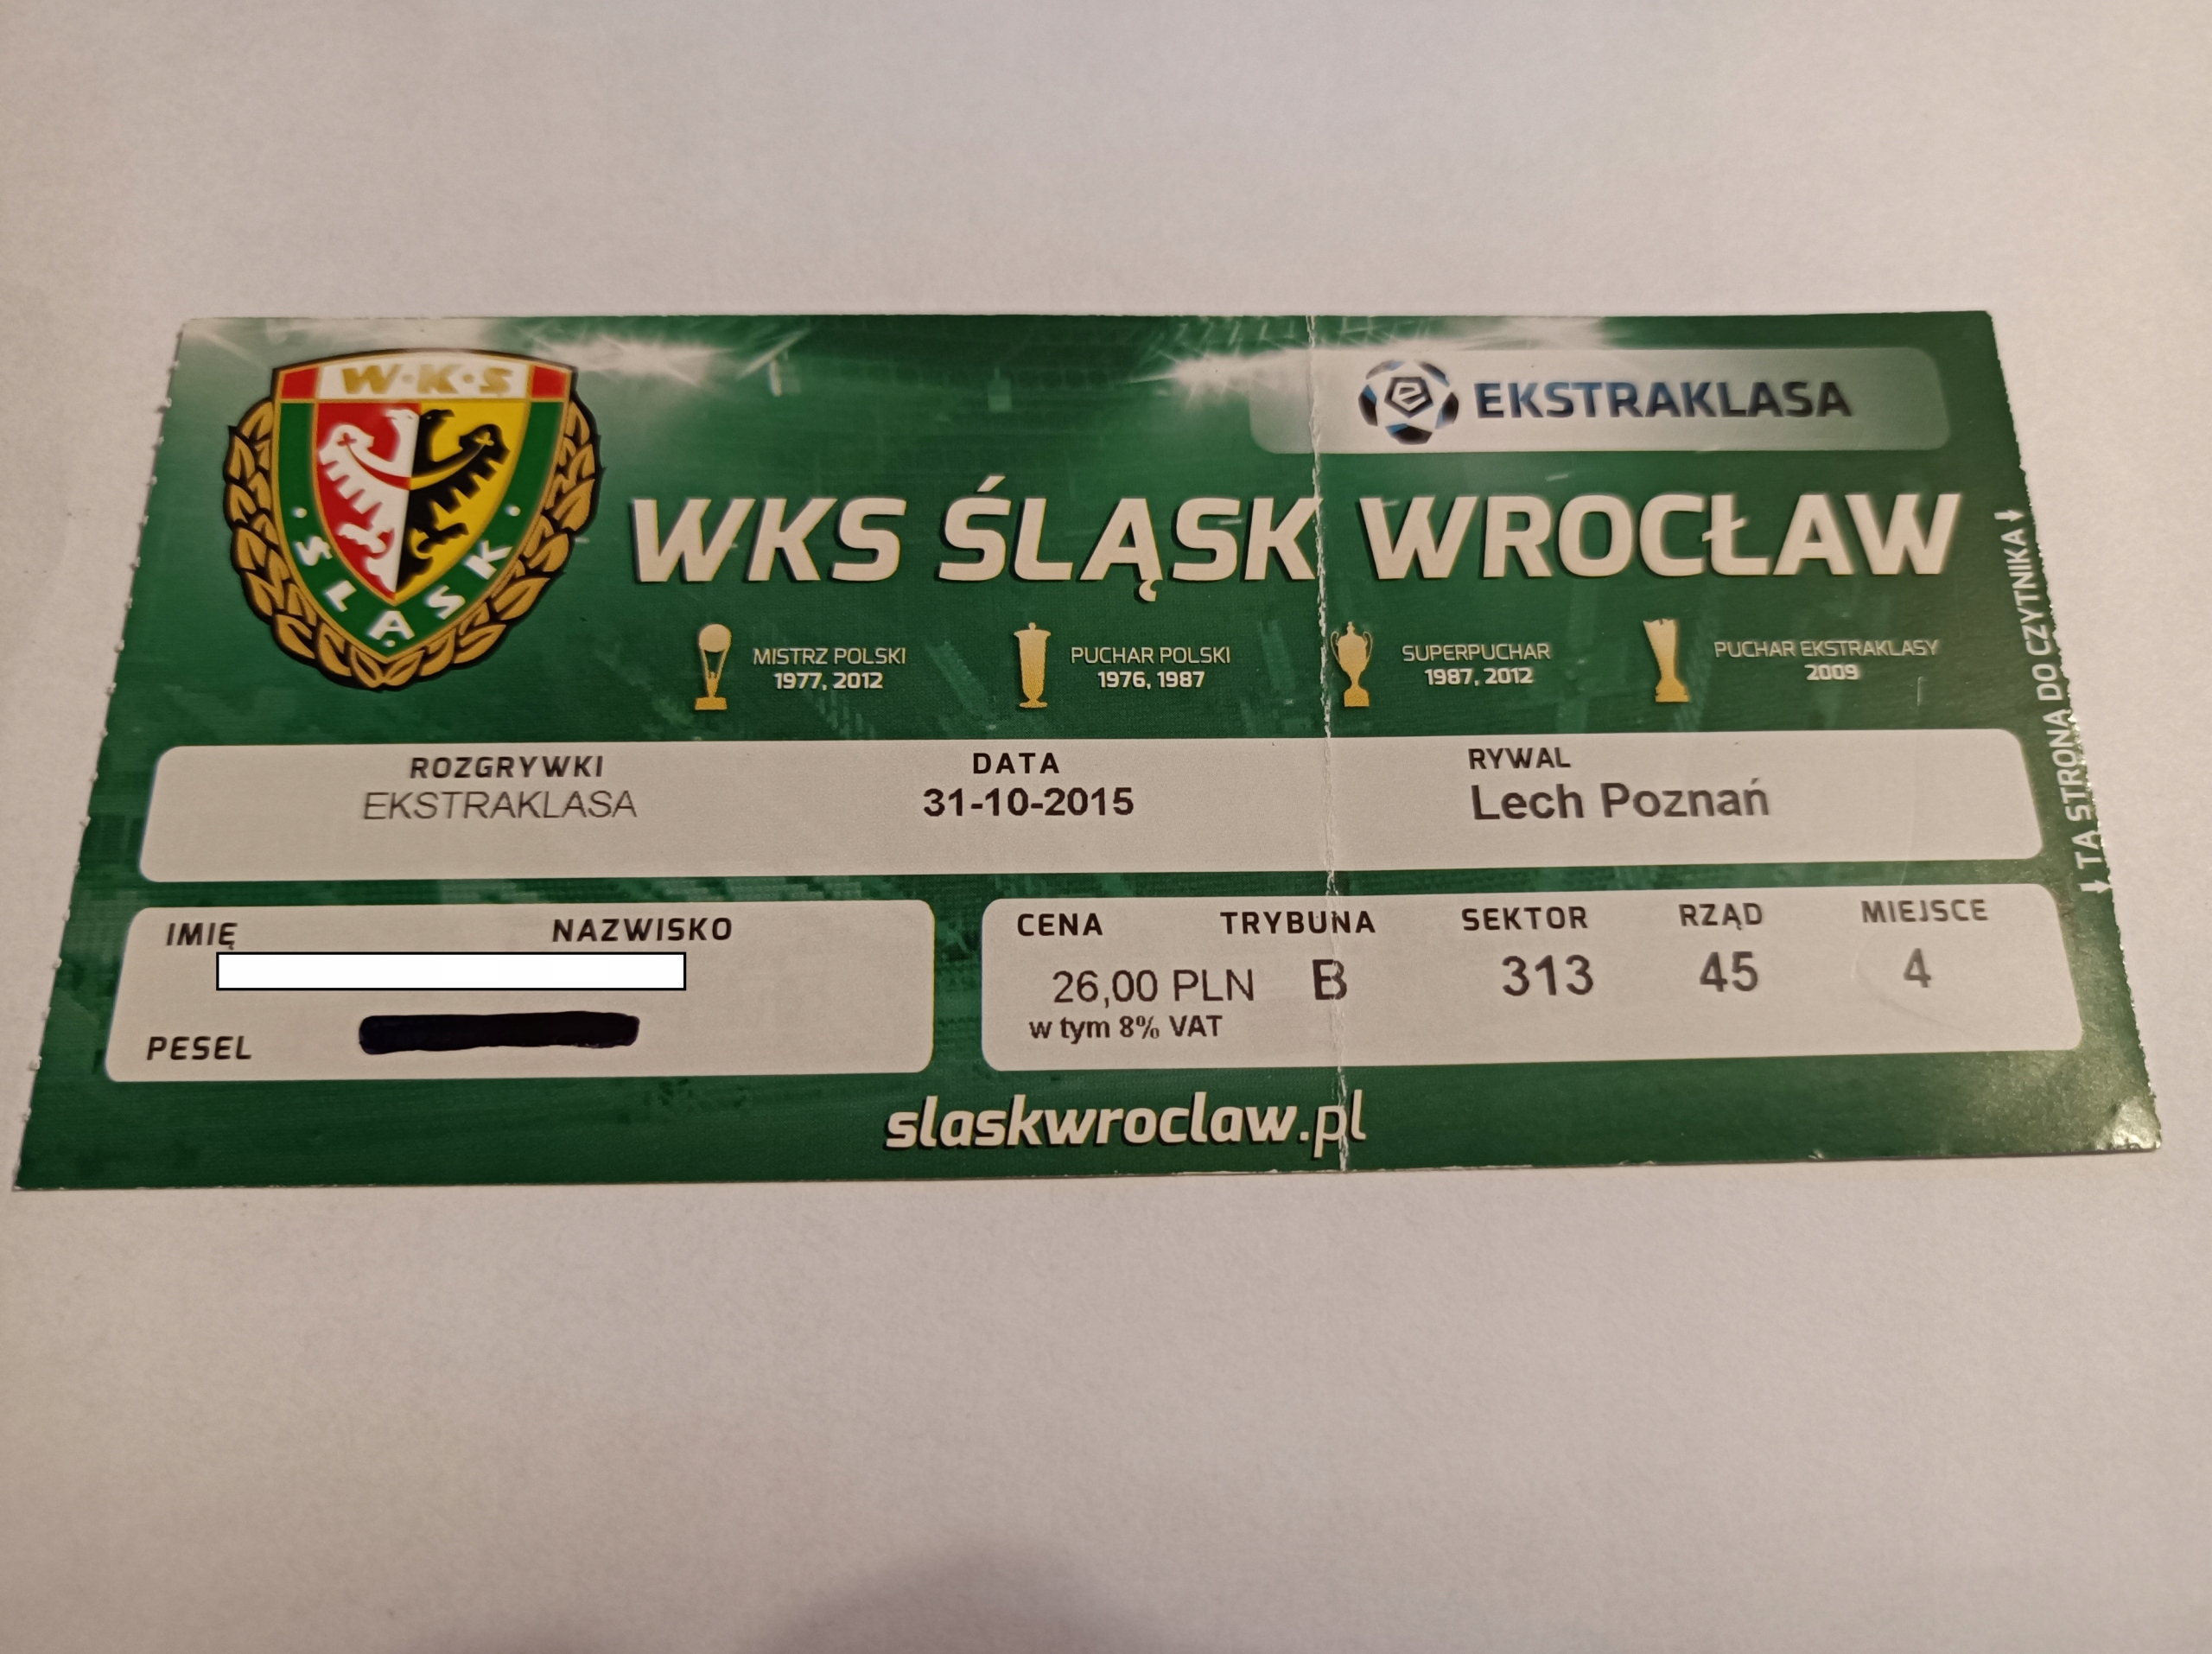 W·K·S
ŚLĄSK
EKSTRAKLASA
WKS ŚLĄSK WROCŁAW
MISTRZ POLSKI
1977, 2012
PUCHAR POLSKI
1976, 1987
SUPERPUCHAR
1987, 2012
PUCHAR EKSTRAKLASY
2009
TA STRONA DO CZYTNIKA
ROZGRYWKI
EKSTRAKLASA
DATA
31-10-2015
RYWAL
Lech Poznań
IMIĘ NAZWISKO
PESEL
CENA TRYBUNA SEKTOR RZĄD MIEJSCE
26,00 PLN B 313 45 4
w tym 8% VAT
slaskwroclaw.pl